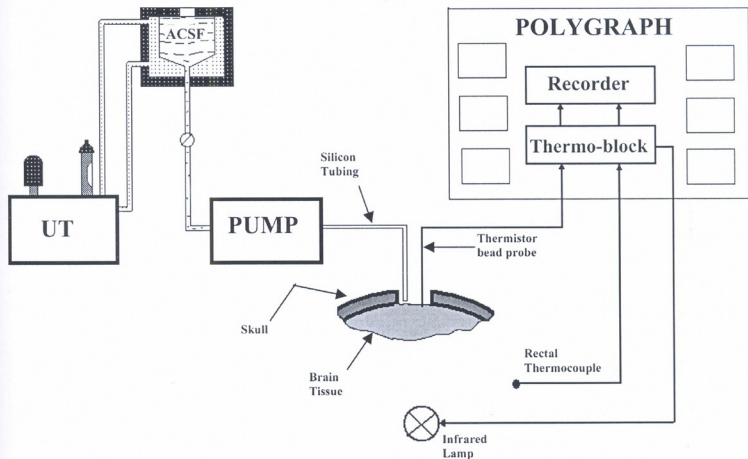 ACSF
POLYGRAPH
Recorder
Thermo-block
Silicon
Tubing
UT
PUMP
Thermistor
bead probe
Skull
Brain
Tissue
Rectal
Thermocouple
Infrared
Lamp